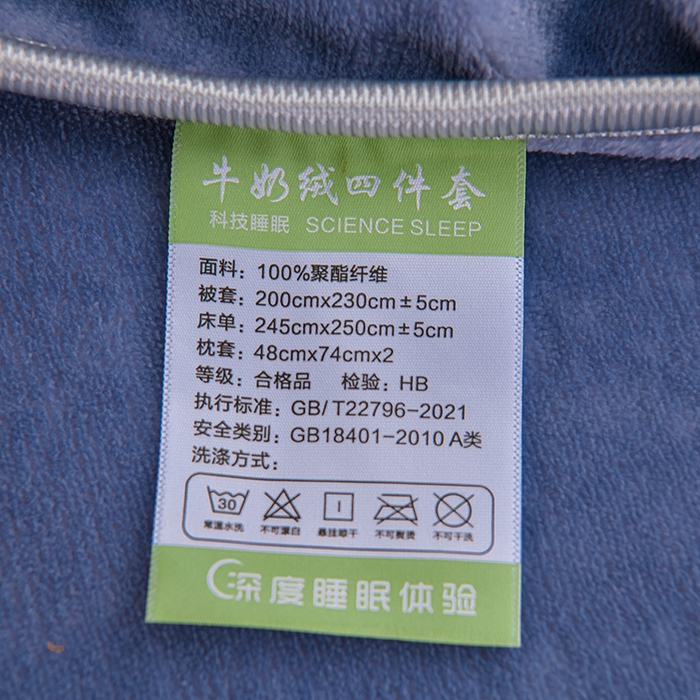 牛奶绒四件套
科技睡眠 SCIENCE SLEEP
面料：100%聚酯纤维
被套：200cmx230cm±5cm
床单：245cmx250cm±5cm
枕套：48cmx74cmx2
等级：合格品 检验：HB
执行标准：GB/T22796-2021
安全类别：GB18401-2010 A类
洗涤方式：
30
常温水洗 不可漂白 悬挂晾干 不可熨烫 不可干洗
深度睡眠体验